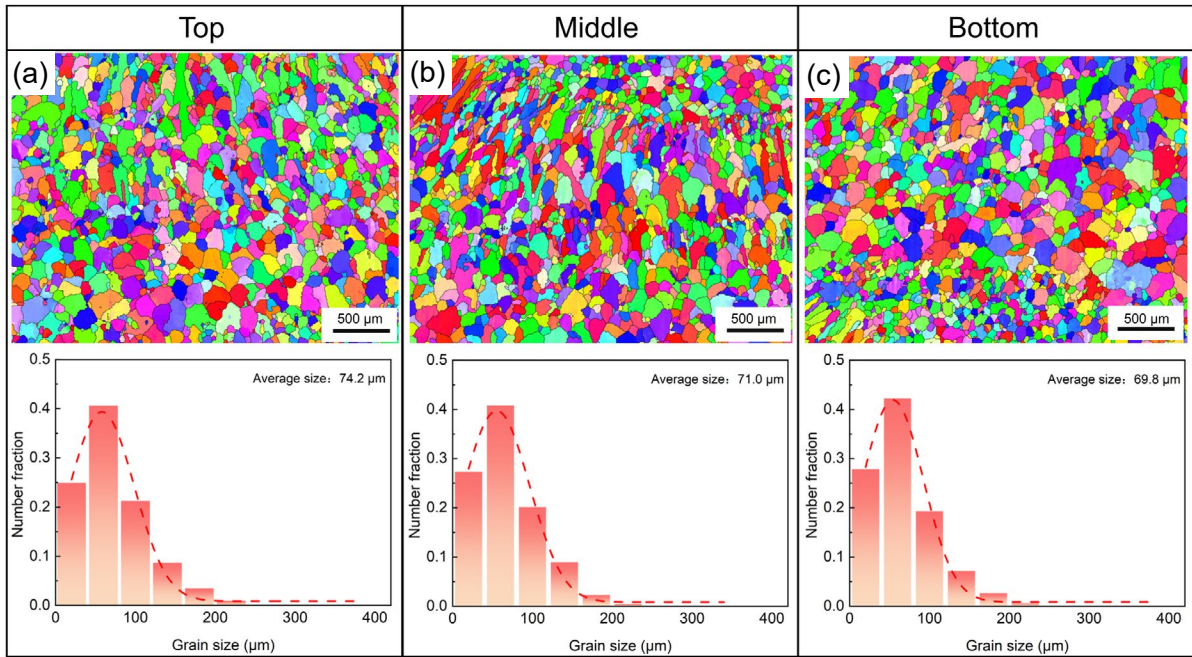 Top
Middle
Bottom
(a)
500 µm
(b)
500 µm
(c)
500 µm
Average size: 74.2 µm
0.5
0.4
0.3
0.2
0.1
0.0
Number fraction
0
100
200
300
400
Grain size (µm)
Average size: 71.0 µm
0.5
0.4
0.3
0.2
0.1
0.0
Number fraction
0
100
200
300
400
Grain size (µm)
Average size: 69.8 µm
0.5
0.4
0.3
0.2
0.1
0.0
Number fraction
0
100
200
300
400
Grain size (µm)